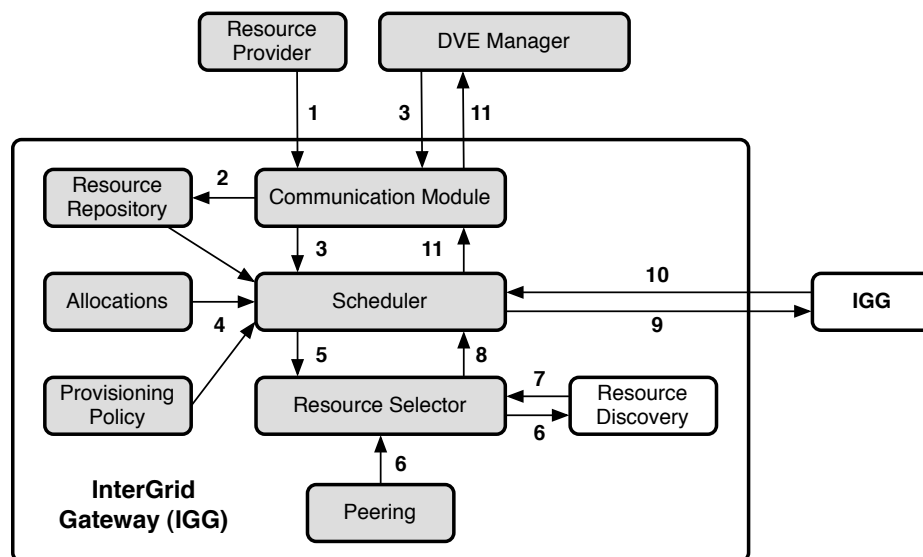 Resource
Provider
DVE Manager
1
3
11
Resource
Repository
2
Communication Module
3
11
Allocations
4
Scheduler
10
9
IGG
5
8
Provisioning
Policy
Resource Selector
7
6
Resource
Discovery
6
InterGrid
Gateway (IGG)
Peering